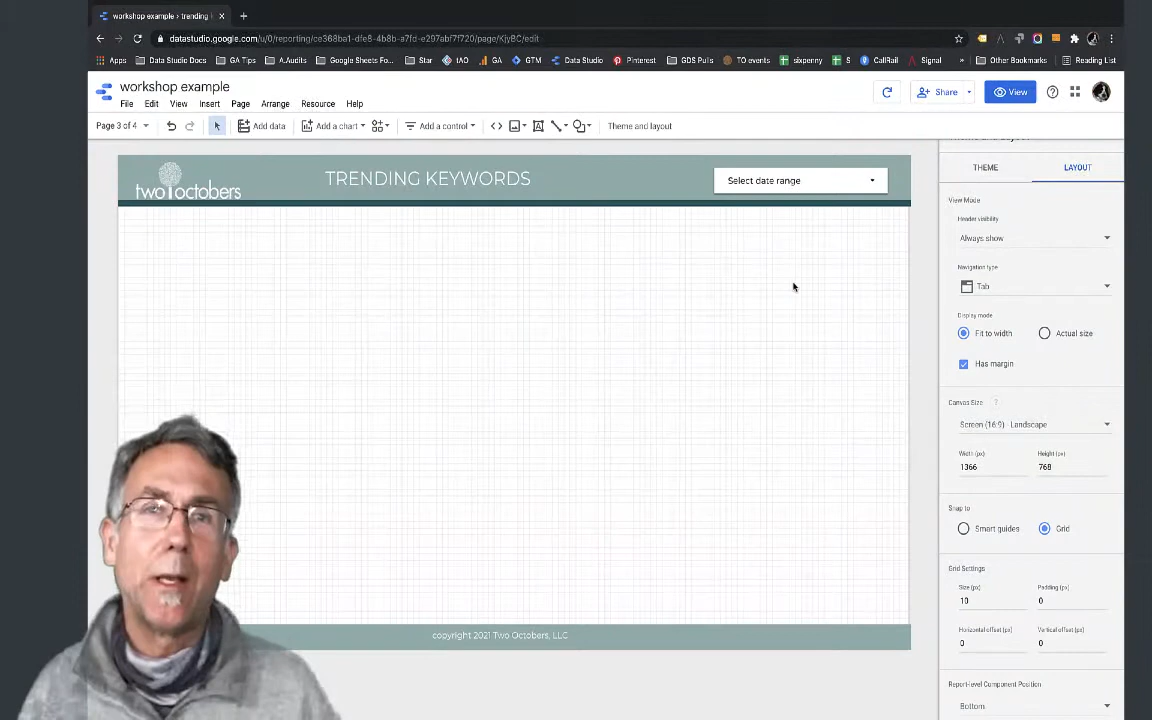 workshop example › trending
datastudio.google.com/u/0/reporting/ce368ba1-dfe8-4b8b-a7fd-e297abf7f720/page/KjyBC/edit
Apps Data Studio Docs GA Tips A.Audits Google Sheets Fo... Star tAO GA GTM Data Studio Pinterest GDS Pulls TO events sixpenny S CallRail Signal » Other Bookmarks Reading List
workshop example
File Edit View Insert Page Arrange Resource Help
Share
View
Page 3 of 4
Add data
Add a chart
Add a control
Theme and layout
two octobers
TRENDING KEYWORDS
Select date range
copyright 2021 Two Octobers, LLC
THEME LAYOUT
View Mode
Header visibility
Always show
Navigation type
Tab
Display mode
Fit to width Actual size
Has margin
Canvas Size ?
Screen (16:9) - Landscape
Width (px) Height (px)
1366 768
Snap to
Smart guides Grid
Grid Settings
Size (px) Padding (px)
10 0
Horizontal offset (px) Vertical offset (px)
0 0
Report-level Component Position
Bottom